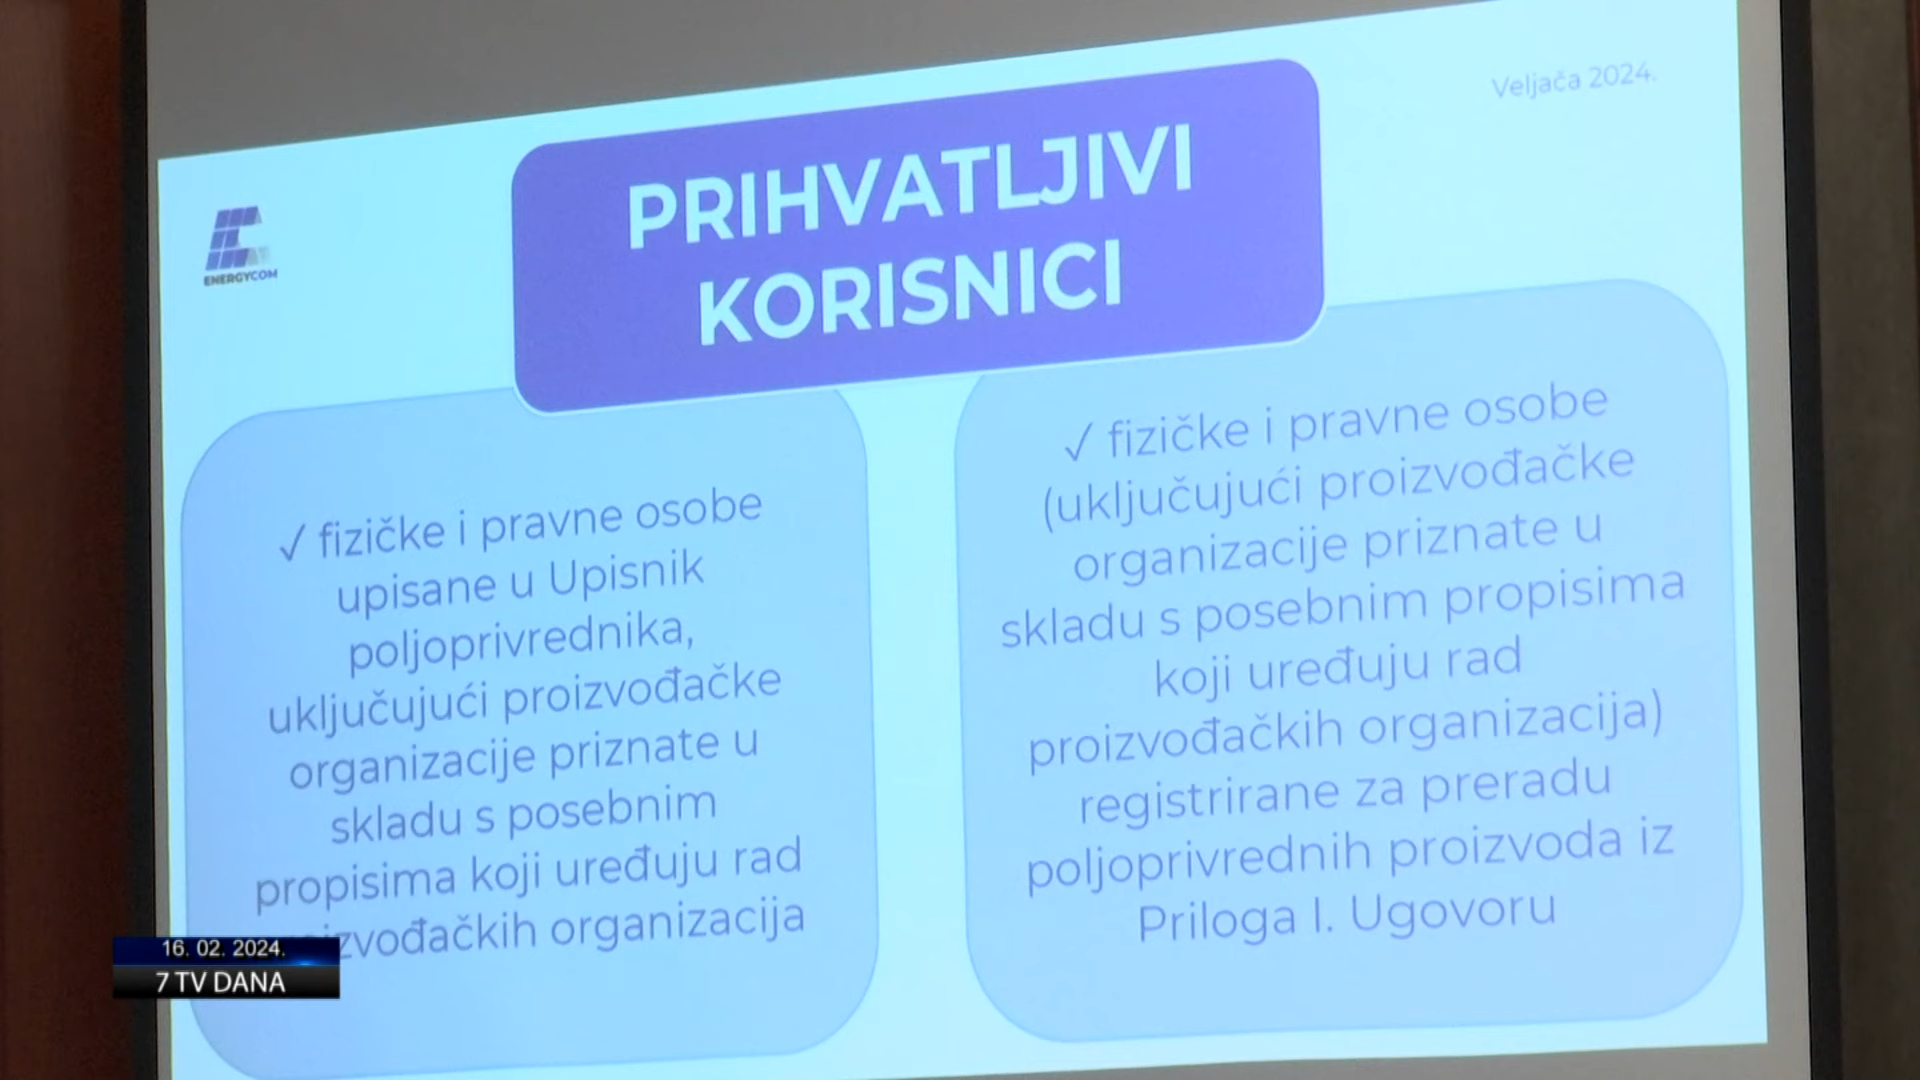 Veljača 2024.
ENERGYCOM
PRIHVATLJIVI
KORISNICI
✓ fizičke i pravne osobe
upisane u Upisnik
poljoprivrednika,
uključujući proizvođačke
organizacije priznate u
skladu s posebnim
propisima koji uređuju rad
organizacija
✓ fizičke i pravne osobe
(uključujući proizvođačke
organizacije priznate u
skladu s posebnim propisima
koji uređuju rad
proizvođačkih organizacija)
registrirane za preradu
poljoprivrednih proizvoda iz
Priloga I. Ugovoru
16. 02. 2024.
7 TV DANA